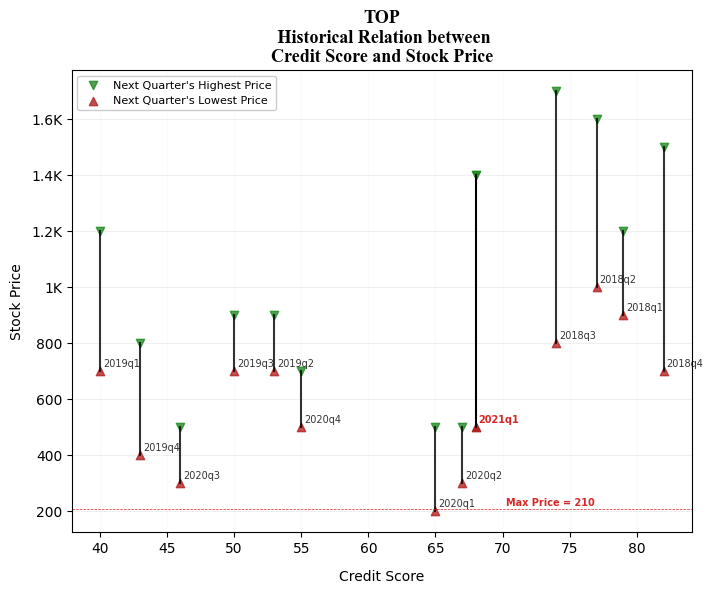 TOP
Historical Relation between
Credit Score and Stock Price
Next Quarter's Highest Price
Next Quarter's Lowest Price
1.6K
1.4K
1.2K
1K
800
600
400
200
Stock Price
2018q2
2018q1
2018q3
2019q1
2019q3
2019q2
2018q4
2020q4
2021q1
2019q4
2020q3
2020q2
2020q1
Max Price = 210
40
45
50
55
60
65
70
75
80
Credit Score